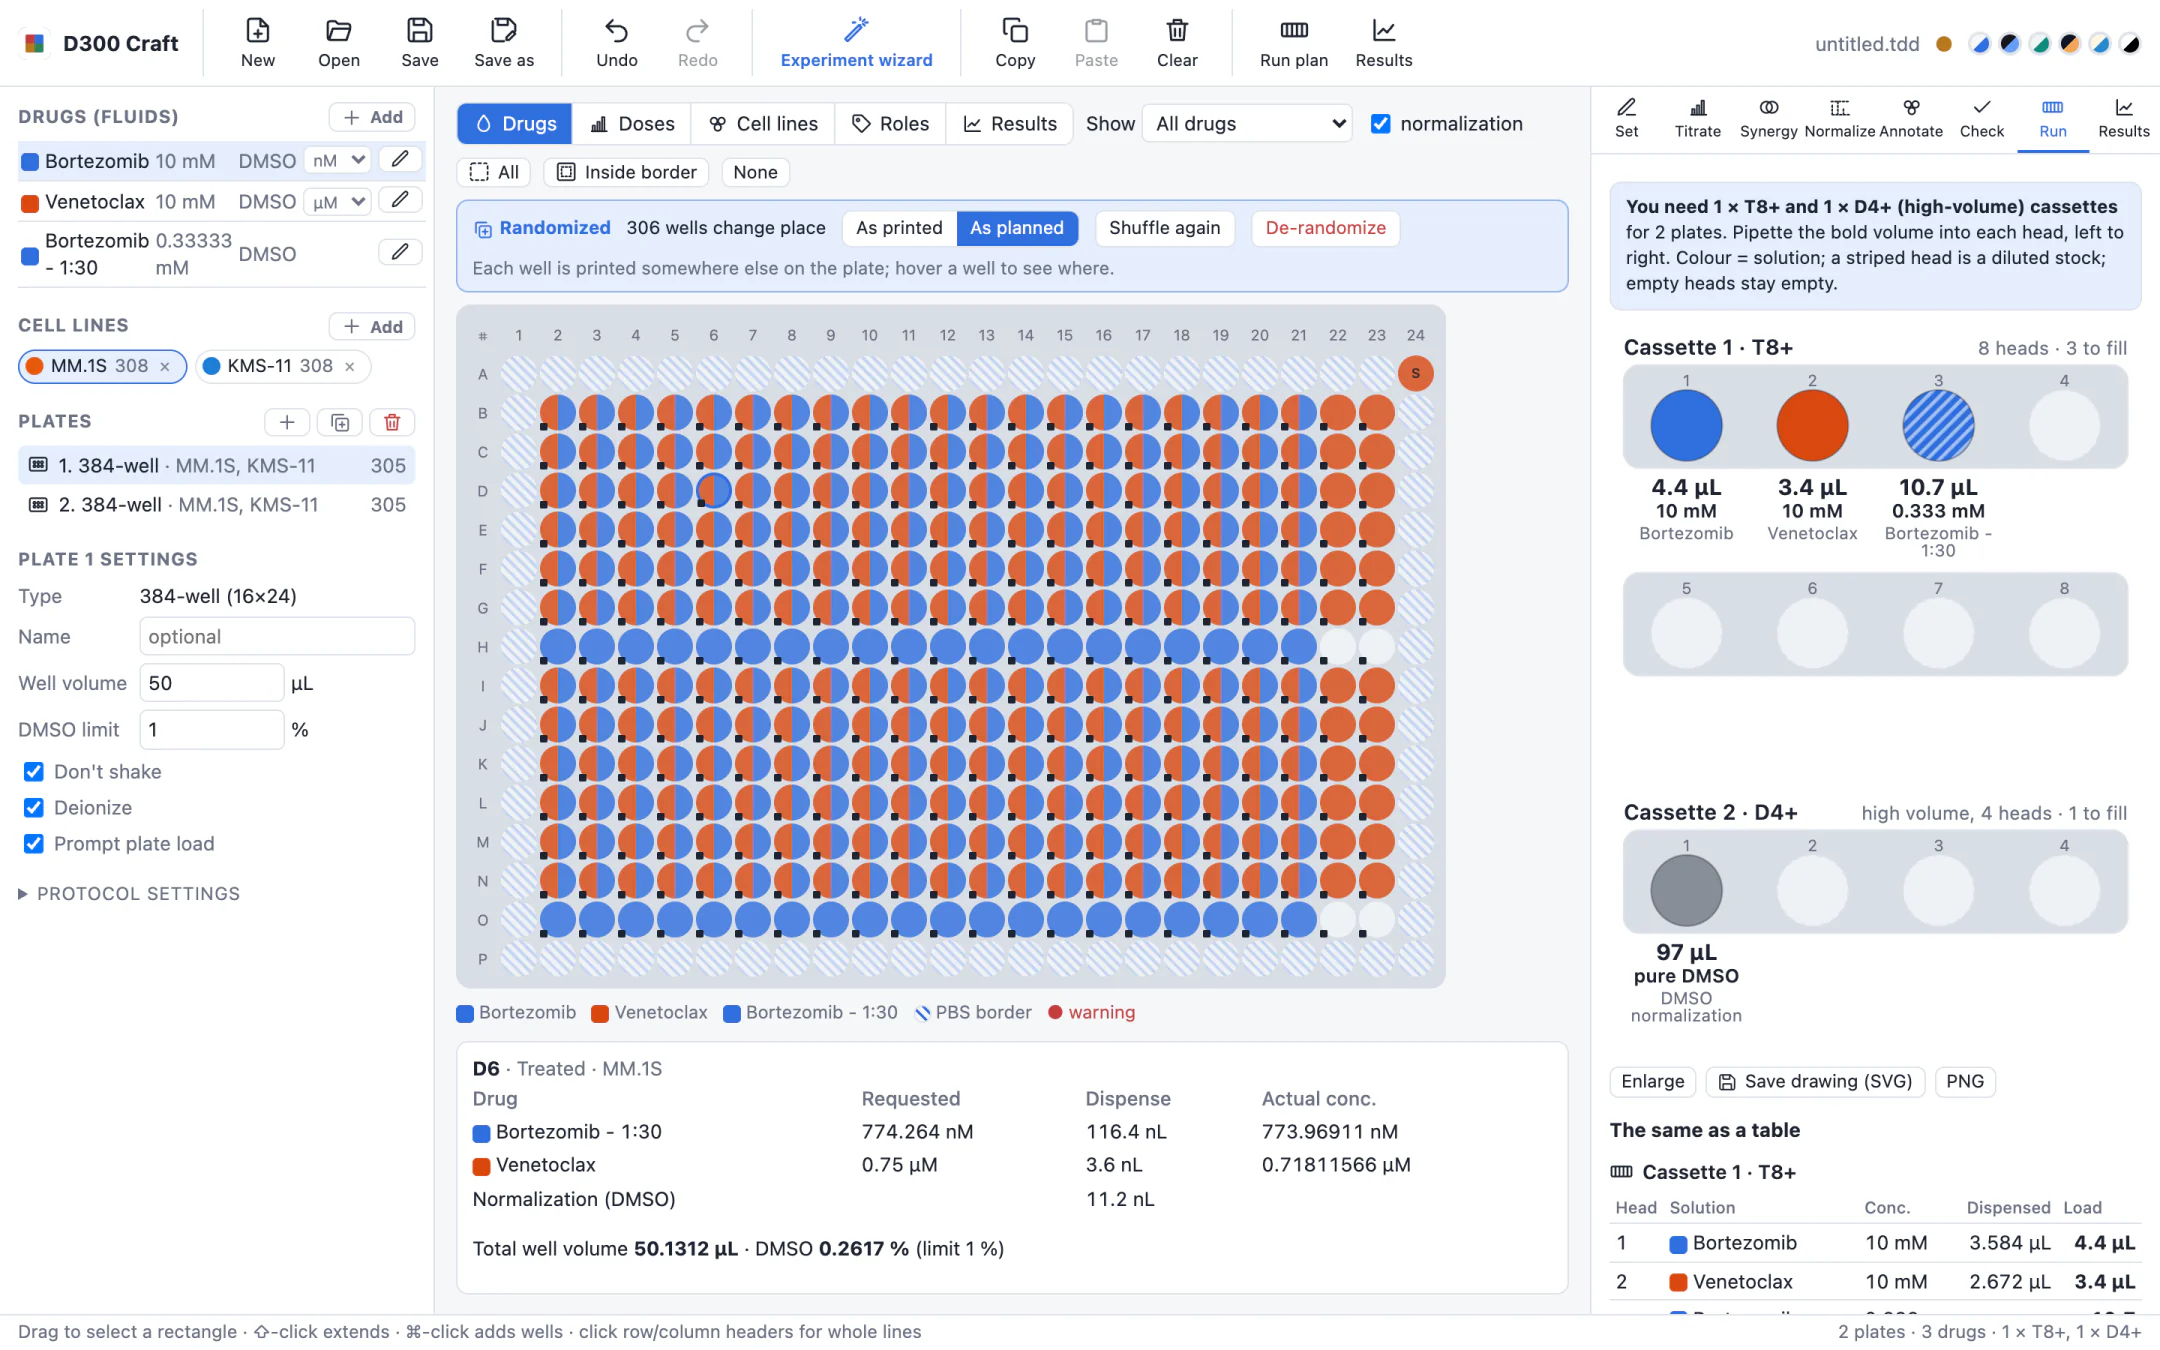 D300 Craft
New
Open
Save
Save as
Undo
Redo
Experiment wizard
Copy
Paste
Clear
Run plan
Results
untitled.tdd
DRUGS (FLUIDS)
Add
Bortezomib 10 mM DMSO nM
Venetoclax 10 mM DMSO µM
Bortezomib - 1:30 0.33333 mM DMSO
CELL LINES
Add
MM.1S 308 ×
KMS-11 308 ×
PLATES
1. 384-well · MM.1S, KMS-11 305
2. 384-well · MM.1S, KMS-11 305
PLATE 1 SETTINGS
Type 384-well (16×24)
Name optional
Well volume 50 µL
DMSO limit 1 %
Don't shake
Deionize
Prompt plate load
PROTOCOL SETTINGS
Drugs
Doses
Cell lines
Roles
Results
Show All drugs
normalization
All
Inside border
None
Randomized 306 wells change place
As printed
As planned
Shuffle again
De-randomize
Each well is printed somewhere else on the plate; hover a well to see where.
# 1 2 3 4 5 6 7 8 9 10 11 12 13 14 15 16 17 18 19 20 21 22 23 24
A S
B
C
D
E
F
G
H
I
J
K
L
M
N
O
P
Bortezomib Venetoclax Bortezomib - 1:30 PBS border warning
D6 · Treated · MM.1S
Drug Requested Dispense Actual conc.
Bortezomib - 1:30 774.264 nM 116.4 nL 773.96911 nM
Venetoclax 0.75 µM 3.6 nL 0.71811566 µM
Normalization (DMSO) 11.2 nL
Total well volume 50.1312 µL · DMSO 0.2617 % (limit 1 %)
Set
Titrate
Synergy
Normalize
Annotate
Check
Run
Results
You need 1 × T8+ and 1 × D4+ (high-volume) cassettes
for 2 plates. Pipette the bold volume into each head, left to
right. Colour = solution; a striped head is a diluted stock;
empty heads stay empty.
Cassette 1 · T8+ 8 heads · 3 to fill
1 2 3 4
4.4 µL 3.4 µL 10.7 µL
10 mM 10 mM 0.333 mM
Bortezomib Venetoclax Bortezomib -
1:30
5 6 7 8
Cassette 2 · D4+ high volume, 4 heads · 1 to fill
1 2 3 4
97 µL
pure DMSO
DMSO
normalization
Enlarge
Save drawing (SVG)
PNG
The same as a table
Cassette 1 · T8+
Head Solution Conc. Dispensed Load
1 Bortezomib 10 mM 3.584 µL 4.4 µL
2 Venetoclax 10 mM 2.672 µL 3.4 µL
Drag to select a rectangle · ⇧-click extends · ⌘-click adds wells · click row/column headers for whole lines
2 plates · 3 drugs · 1 × T8+, 1 × D4+